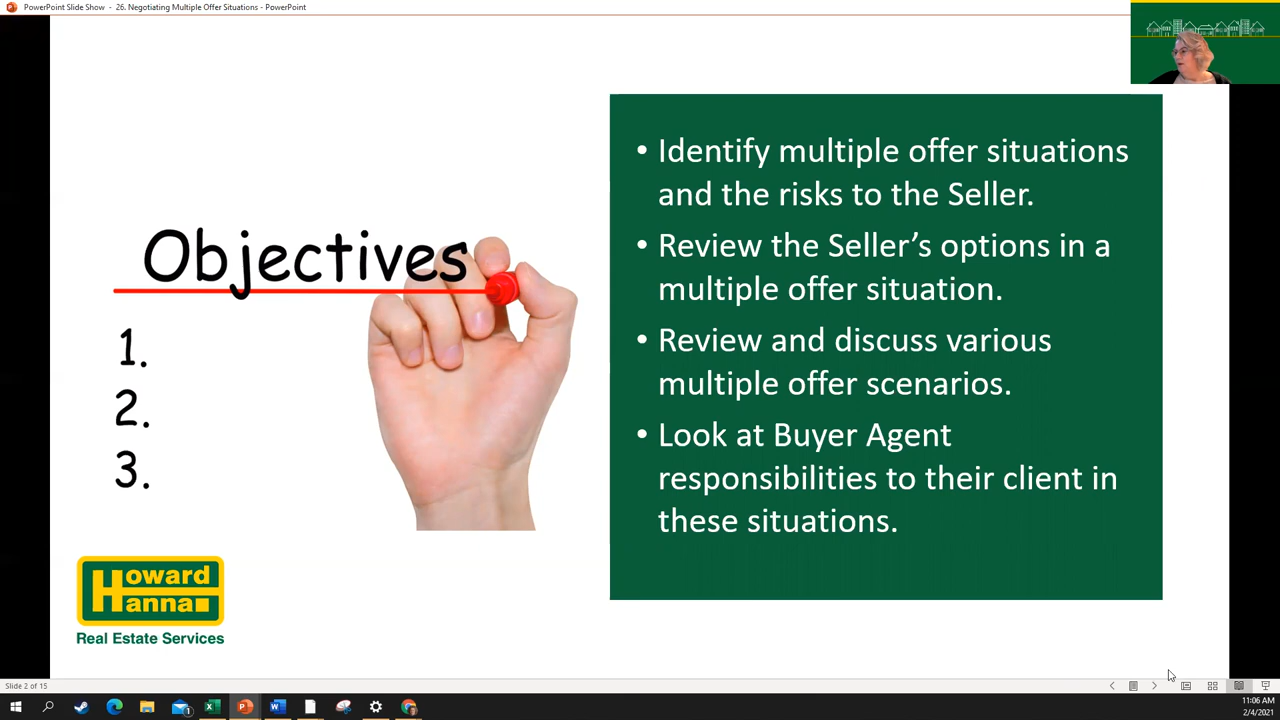 PowerPoint Slide Show - 26. Negotiating Multiple Offer Situations - PowerPoint
• Identify multiple offer situations
and the risks to the Seller.
• Review the Seller’s options in a
multiple offer situation.
• Review and discuss various
multiple offer scenarios.
• Look at Buyer Agent
responsibilities to their client in
these situations.
Objectives
1.
2.
3.
Howard
Hanna
Real Estate Services
Slide 2 of 15
11:06 AM
2/4/2021